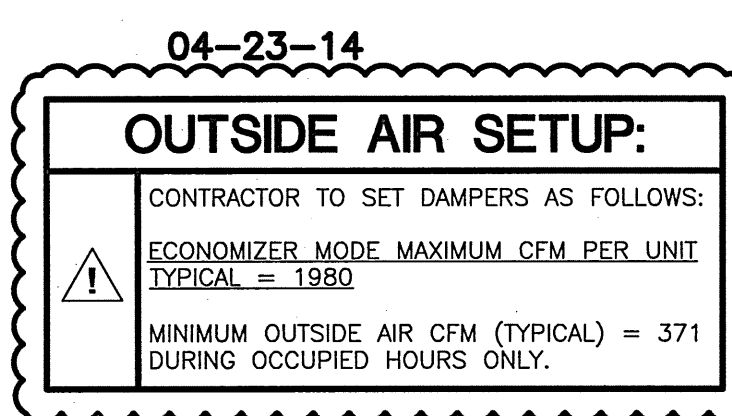 04-23-14
OUTSIDE AIR SETUP:
CONTRACTOR TO SET DAMPERS AS FOLLOWS:
ECONOMIZER MODE MAXIMUM CFM PER UNIT
TYPICAL = 1980
!
MINIMUM OUTSIDE AIR CFM (TYPICAL) = 371
DURING OCCUPIED HOURS ONLY.